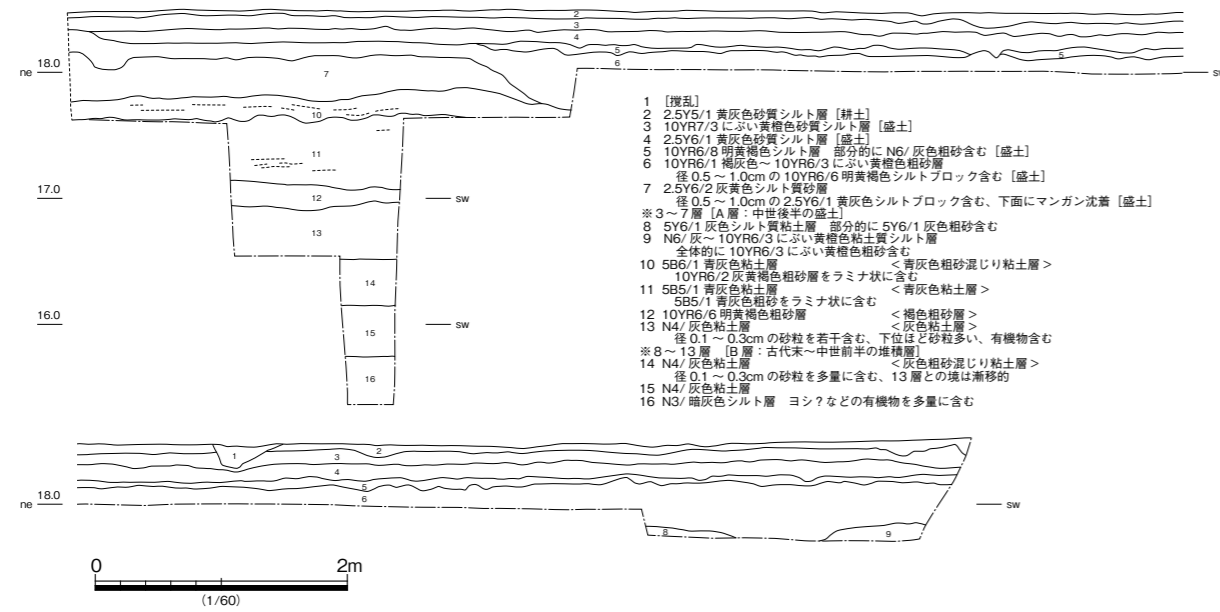 2
3
4
5
5
6
ne 18.0
sw
7
10
11
17.0
sw
12
13
14
16.0
sw
15
16
1 [攪乱]
2 2.5Y5/1 黄灰色砂質シルト層 [耕土]
3 10YR7/3 にぶい黄橙色砂質シルト層 [盛土]
4 2.5Y6/1 黄灰色砂質シルト層 [盛土]
5 10YR6/8 明黄褐色シルト層 部分的に N6/ 灰色粗砂含む [盛土]
6 10YR6/1 褐灰色～ 10YR6/3 にぶい黄橙色粗砂層
径 0.5 ～ 1.0cm の 10YR6/6 明黄褐色シルトブロック含む [盛土]
7 2.5Y6/2 灰黄色シルト質砂層
径 0.5 ～ 1.0cm の 2.5Y6/1 黄灰色シルトブロック含む、下面にマンガン沈着 [盛土]
※ 3 ～ 7 層 [A 層：中世後半の盛土]
8 5Y6/1 灰色シルト質粘土層 部分的に 5Y6/1 灰色粗砂含む
9 N6/ 灰～ 10YR6/3 にぶい黄橙色粘土質シルト層
全体的に 10YR6/3 にぶい黄橙色粗砂含む
10 5B6/1 青灰色粘土層 ＜青灰色粗砂混じり粘土層＞
10YR6/2 灰黄褐色粗砂層をラミナ状に含む
11 5B5/1 青灰色粘土層 ＜青灰色粘土層＞
5B5/1 青灰色粗砂をラミナ状に含む
12 10YR6/6 明黄褐色粗砂層 ＜褐色粗砂層＞
13 N4/ 灰色粘土層 ＜灰色粘土層＞
径 0.1 ～ 0.3cm の砂粒を若干含む、下位ほど砂粒多い、有機物含む
※ 8 ～ 13 層 [B 層：古代末～中世前半の堆積層]
14 N4/ 灰色粘土層 ＜灰色粗砂混じり粘土層＞
径 0.1 ～ 0.3cm の砂粒を多量に含む、13 層との境は漸移的
15 N4/ 灰色粘土層
16 N3/ 暗灰色シルト層 ヨシ？などの有機物を多量に含む
1
2
3
4
5
ne 18.0
6
sw
8
9
0 2m
(1/60)